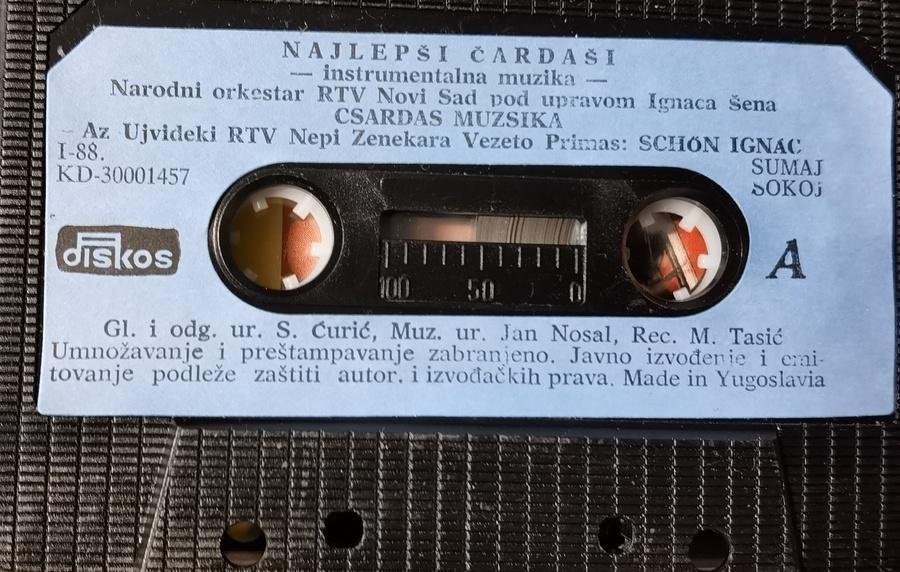 NAJLEPŠI ČARDAŠI
— instrumentalna muzika —
Narodni orkestar RTV Novi Sad pod upravom Ignaca Šena
CSARDAS MUZSIKA
- Az Ujvideki RTV Nepi Zenekara Vezeto Primas: SCHÖN IGNÁC
I-88.
KD-30001457
SUMAJ
SOKOJ
diskos
100 50 0
A
Gl. i odg. ur. S. Ćurić, Muz. ur. Jan Nosal, Rec. M. Tasić
Umnožavanje i preštampavanje zabranjeno. Javno izvođenje i emi-
tovanje podleže zaštiti autor. i izvođačkih prava. Made in Yugoslavia